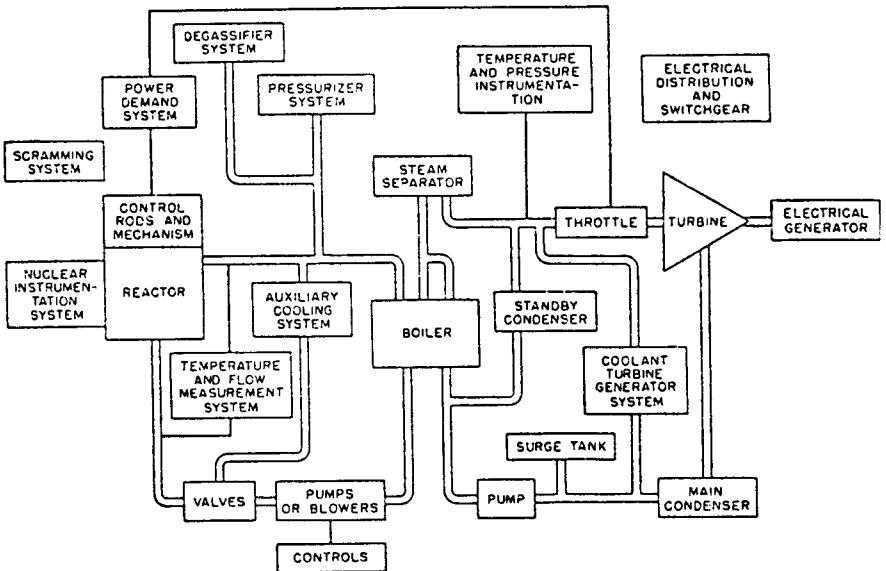 DEGASSIFIER
SYSTEM
POWER
DEMAND
SYSTEM
PRESSURIZER
SYSTEM
TEMPERATURE
AND PRESSURE
INSTRUMENTA-
TION
ELECTRICAL
DISTRIBUTION
AND
SWITCHGEAR
SCRAMMING
SYSTEM
STEAM
SEPARATOR
CONTROL
RODS AND
MECHANISM
THROTTLE
TURBINE
ELECTRICAL
GENERATOR
NUCLEAR
INSTRUMEN-
TATION
SYSTEM
REACTOR
AUXILIARY
COOLING
SYSTEM
BOILER
STANDBY
CONDENSER
TEMPERATURE
AND FLOW
MEASUREMENT
SYSTEM
COOLANT
TURBINE
GENERATOR
SYSTEM
SURGE TANK
VALVES
PUMPS
OR BLOWERS
PUMP
MAIN
CONDENSER
CONTROLS